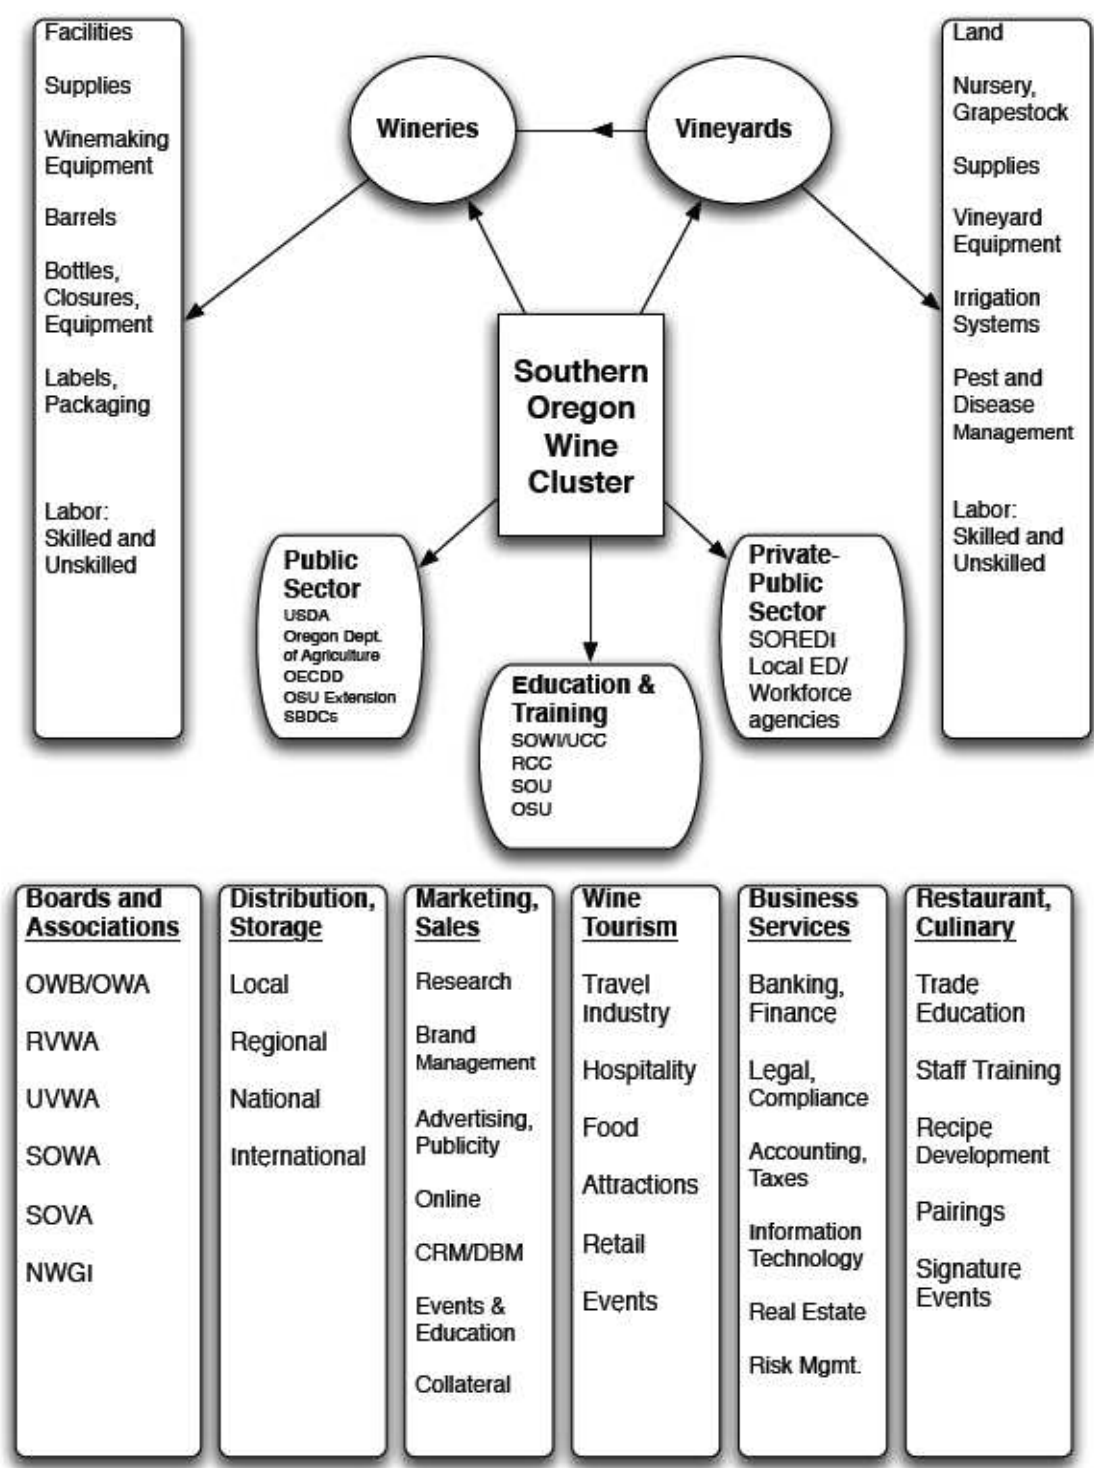 Facilities
Supplies
Winemaking
Equipment
Barrels
Bottles,
Closures,
Equipment
Labels,
Packaging
Labor:
Skilled and
Unskilled
Wineries
Vineyards
Land
Nursery,
Grapestock
Supplies
Vineyard
Equipment
Irrigation
Systems
Pest and
Disease
Management
Labor:
Skilled and
Unskilled
Southern
Oregon
Wine
Cluster
Public
Sector
USDA
Oregon Dept.
of Agriculture
OECDD
OSU Extension
SBDCs
Education &
Training
SOWI/UCC
RCC
SOU
OSU
Private-
Public
Sector
SOREDI
Local ED/
Workforce
agencies
Boards and
Associations
OWB/OWA
RVWA
UVWA
SOWA
SOVA
NWGI
Distribution,
Storage
Local
Regional
National
International
Marketing,
Sales
Research
Brand
Management
Advertising,
Publicity
Online
CRM/DBM
Events &
Education
Collateral
Wine
Tourism
Travel
Industry
Hospitality
Food
Attractions
Retail
Events
Business
Services
Banking,
Finance
Legal,
Compliance
Accounting,
Taxes
Information
Technology
Real Estate
Risk Mgmt.
Restaurant,
Culinary
Trade
Education
Staff Training
Recipe
Development
Pairings
Signature
Events